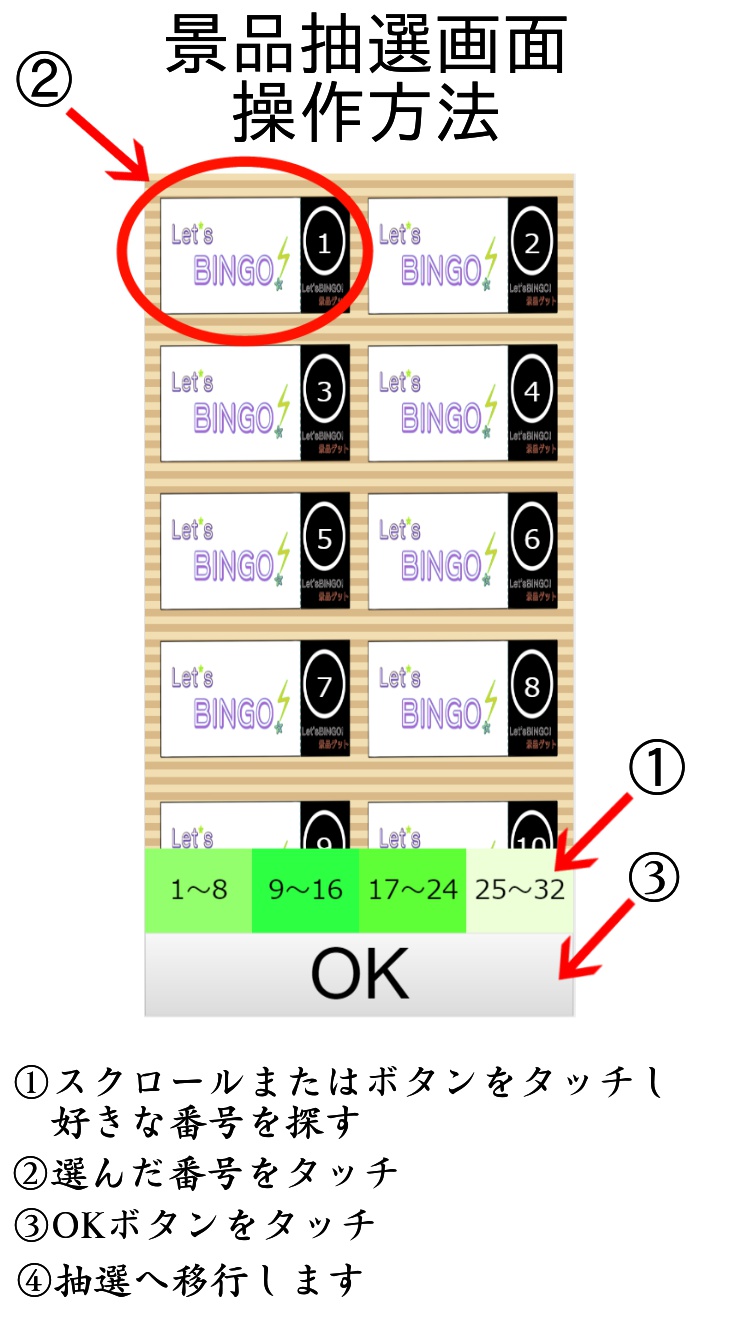 景品抽選画面
操作方法
②
Let's
BINGO!
1
Let'sBINGO!
景品ゲット
Let's
BINGO!
2
Let'sBINGO!
景品ゲット
Let's
BINGO!
3
Let'sBINGO!
景品ゲット
Let's
BINGO!
4
Let'sBINGO!
景品ゲット
Let's
BINGO!
5
Let'sBINGO!
景品ゲット
Let's
BINGO!
6
Let'sBINGO!
景品ゲット
Let's
BINGO!
7
Let'sBINGO!
景品ゲット
Let's
BINGO!
8
Let'sBINGO!
景品ゲット
Let's
9
Let's
10
①
1～8 9～16 17～24 25～32
③
OK
①スクロールまたはボタンをタッチし
好きな番号を探す
②選んだ番号をタッチ
③OKボタンをタッチ
④抽選へ移行します